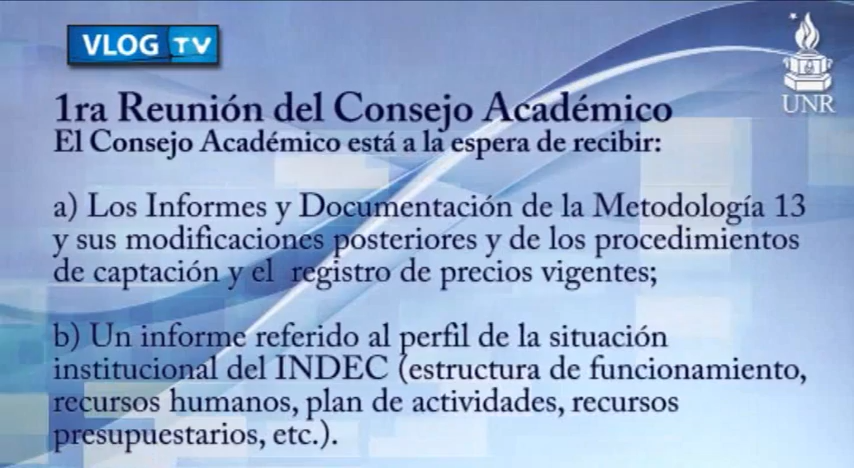 VLOG TV
UNR
1ra Reunión del Consejo Académico
El Consejo Académico está a la espera de recibir:
a) Los Informes y Documentación de la Metodología 13
y sus modificaciones posteriores y de los procedimientos
de captación y el registro de precios vigentes;
b) Un informe referido al perfil de la situación
institucional del INDEC (estructura de funcionamiento,
recursos humanos, plan de actividades, recursos
presupuestarios, etc.).